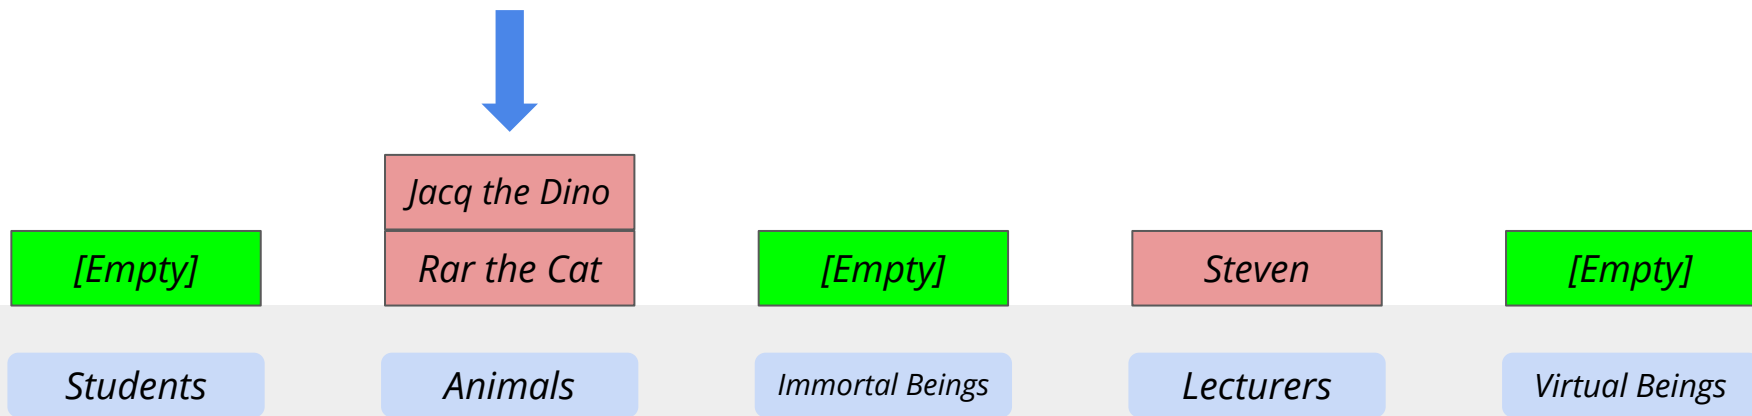 Jacq the Dino
[Empty]
Rar the Cat
[Empty]
Steven
[Empty]
Students
Animals
Immortal Beings
Lecturers
Virtual Beings